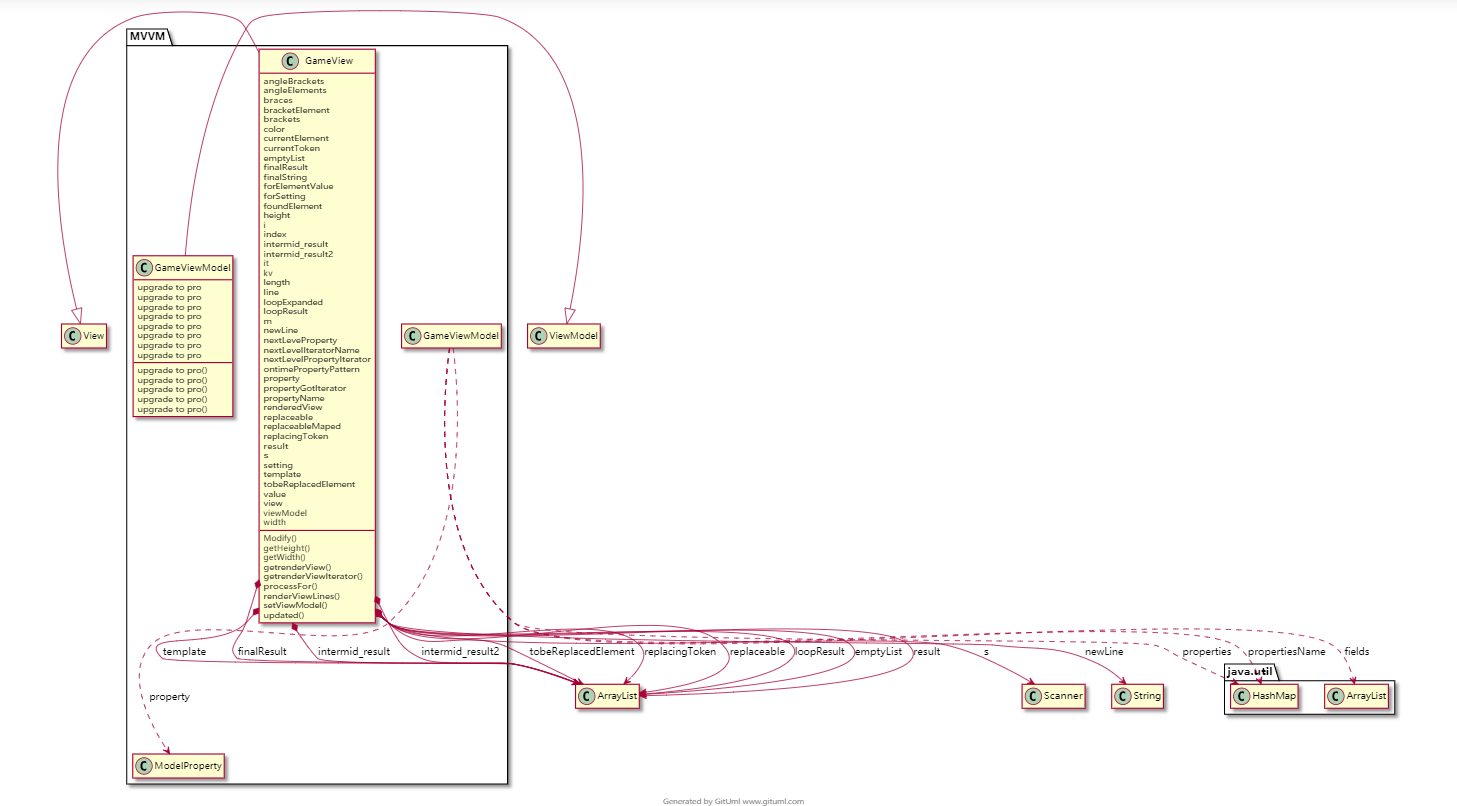 MVVM
C GameView
angleBrackets
angleElements
braces
bracketElement
brackets
color
currentElement
currentToken
emptyList
finalResult
finalString
forElementValue
forSetting
foundElement
height
i
index
intermid_result
intermid_result2
it
kv
length
line
loopExpanded
loopResult
m
newLine
nextLeveProperty
nextLevelIteratorName
nextLevelPropertyIterator
ontimePropertyPattern
property
propertyGotIterator
propertyName
renderedView
replaceable
replaceableMaped
replacingToken
result
s
setting
template
tobeReplacedElement
value
view
viewModel
width
Modify()
getHeight()
getWidth()
getrenderView()
getrenderViewIterator()
processFor()
renderViewLines()
setViewModel()
updated()
C GameViewModel
upgrade to pro
upgrade to pro
upgrade to pro
upgrade to pro
upgrade to pro
upgrade to pro
upgrade to pro
upgrade to pro
upgrade to pro()
upgrade to pro()
upgrade to pro()
upgrade to pro()
upgrade to pro()
C View
C GameViewModel
C ViewModel
template
finalResult
intermid_result
intermid_result2
tobeReplacedElement
replacingToken
replaceable
loopResult
emptyList
result
s
newLine
properties
propertiesName
fields
property
java.util
C ArrayList
C Scanner
C String
C HashMap
C ArrayList
C ModelProperty
Generated by GitUml www.gituml.com